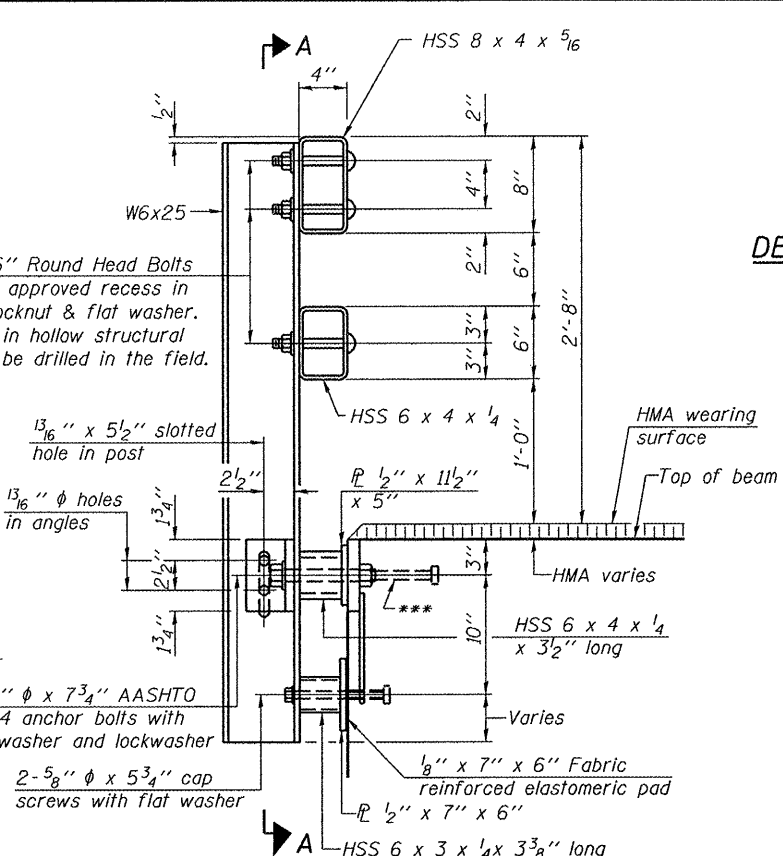 A
HSS 8 x 4 x 5/16
4"
1/2"
2"
4"
8"
W6x25
2"
6"
2'-8"
DE
6" Round Head Bolts
approved recess in
ocknut & flat washer.
in hollow structural
be drilled in the field.
3"
3"
6"
HSS 6 x 4 x 1/4
1'-0"
HMA wearing
surface
Top of beam
13/16" x 5 1/2" slotted
hole in post
2 1/2"
℄ 1/2" x 11 1/2"
x 5"
13/16" φ holes
in angles
1 3/4"
2 1/2"
1 3/4"
3"
HMA varies
***
10"
HSS 6 x 4 x 1/4
x 3 1/2" long
" φ x 7 3/4" AASHTO
4 anchor bolts with
washer and lockwasher
Varies
2-5/8" φ x 5 3/4" cap
screws with flat washer
1/8" x 7" x 6" Fabric
reinforced elastomeric pad
℄ 1/2" x 7" x 6"
A
HSS 6 x 3 x 1/4 x 3 3/8" long